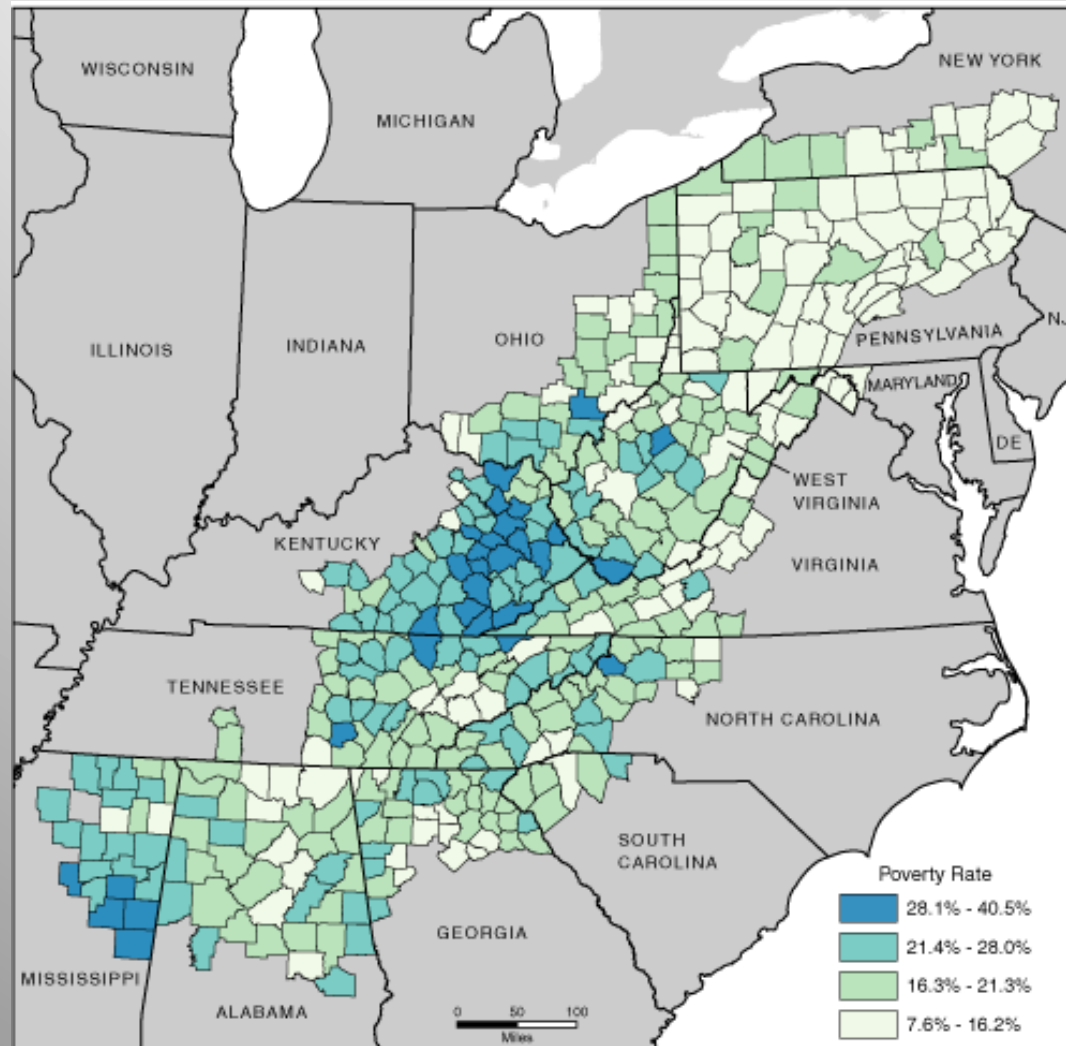 WISCONSIN
MICHIGAN
NEW YORK
ILLINOIS
INDIANA
OHIO
PENNSYLVANIA
NJ
MARYLAND
DE
WEST
VIRGINIA
KENTUCKY
VIRGINIA
TENNESSEE
NORTH CAROLINA
SOUTH
CAROLINA
GEORGIA
MISSISSIPPI
ALABAMA
0 50 100
Miles
Poverty Rate
28.1% - 40.5%
21.4% - 28.0%
16.3% - 21.3%
7.6% - 16.2%